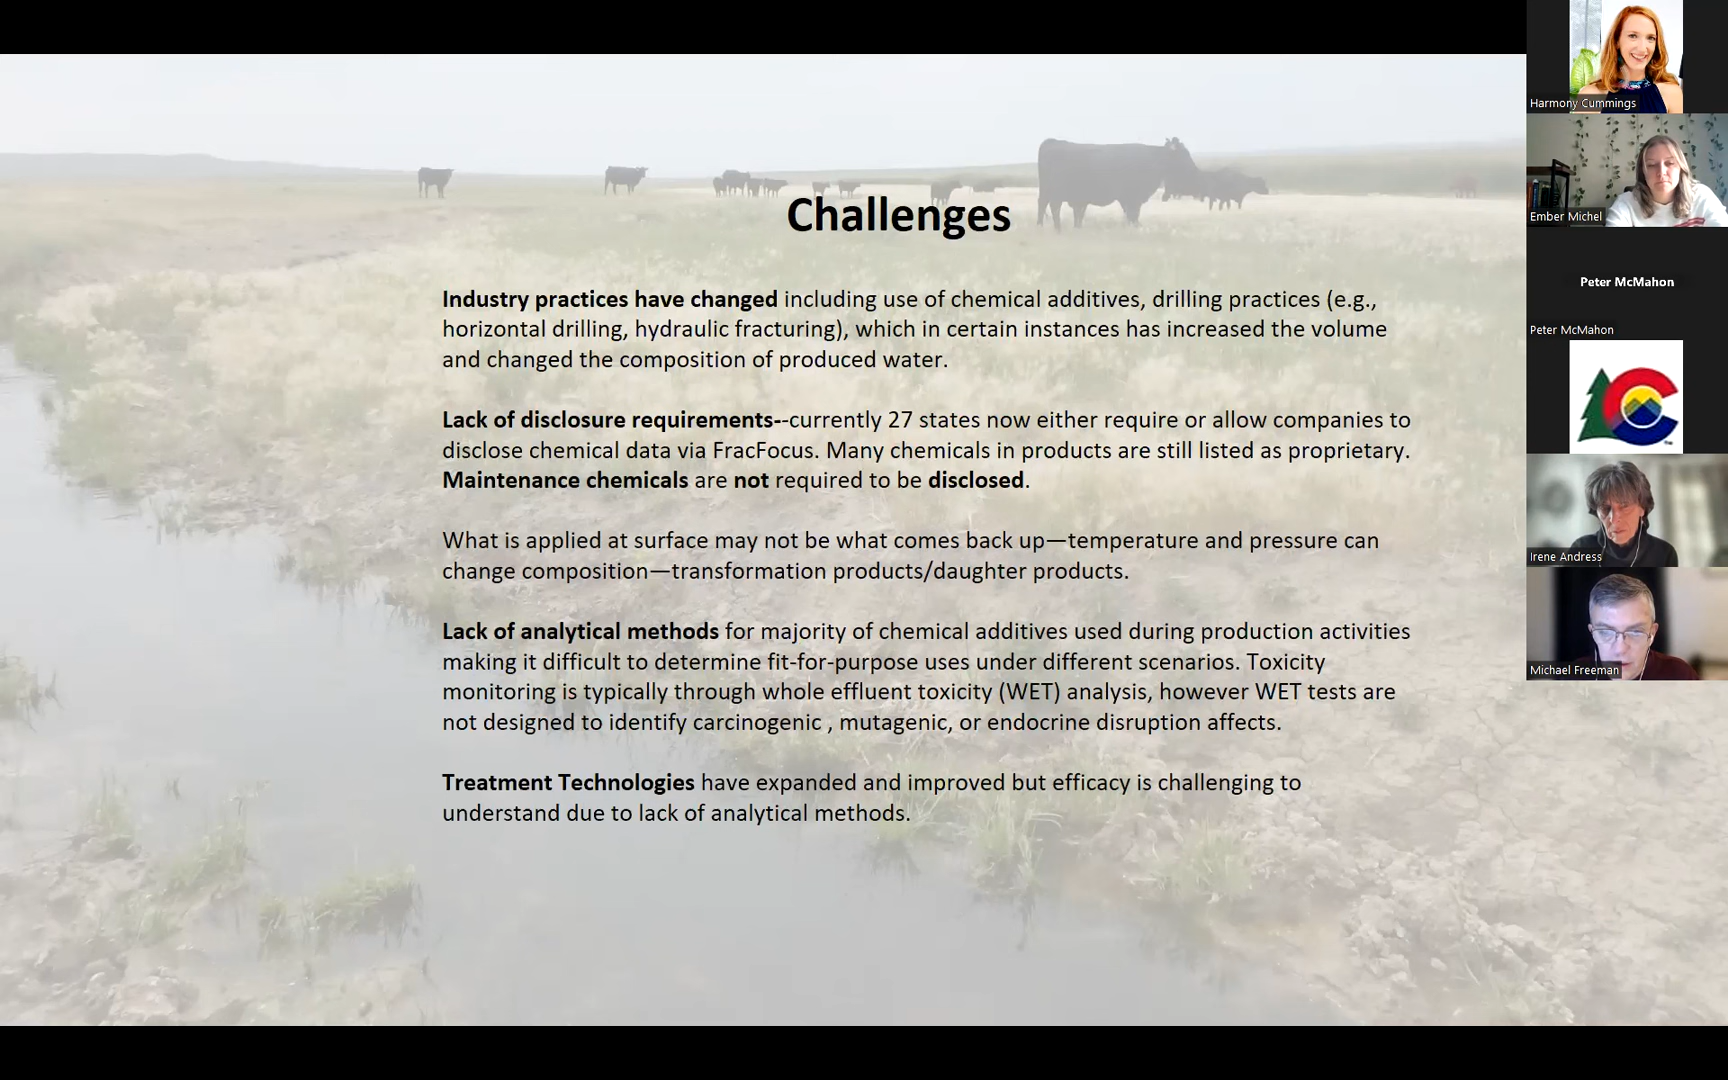 Challenges
Industry practices have changed including use of chemical additives, drilling practices (e.g.,
horizontal drilling, hydraulic fracturing), which in certain instances has increased the volume
and changed the composition of produced water.
Lack of disclosure requirements--currently 27 states now either require or allow companies to
disclose chemical data via FracFocus. Many chemicals in products are still listed as proprietary.
Maintenance chemicals are not required to be disclosed.
What is applied at surface may not be what comes back up—temperature and pressure can
change composition—transformation products/daughter products.
Lack of analytical methods for majority of chemical additives used during production activities
making it difficult to determine fit-for-purpose uses under different scenarios. Toxicity
monitoring is typically through whole effluent toxicity (WET) analysis, however WET tests are
not designed to identify carcinogenic , mutagenic, or endocrine disruption affects.
Treatment Technologies have expanded and improved but efficacy is challenging to
understand due to lack of analytical methods.
Harmony Cummings
Ember Michel
Peter McMahon
Peter McMahon
Irene Andress
Michael Freeman